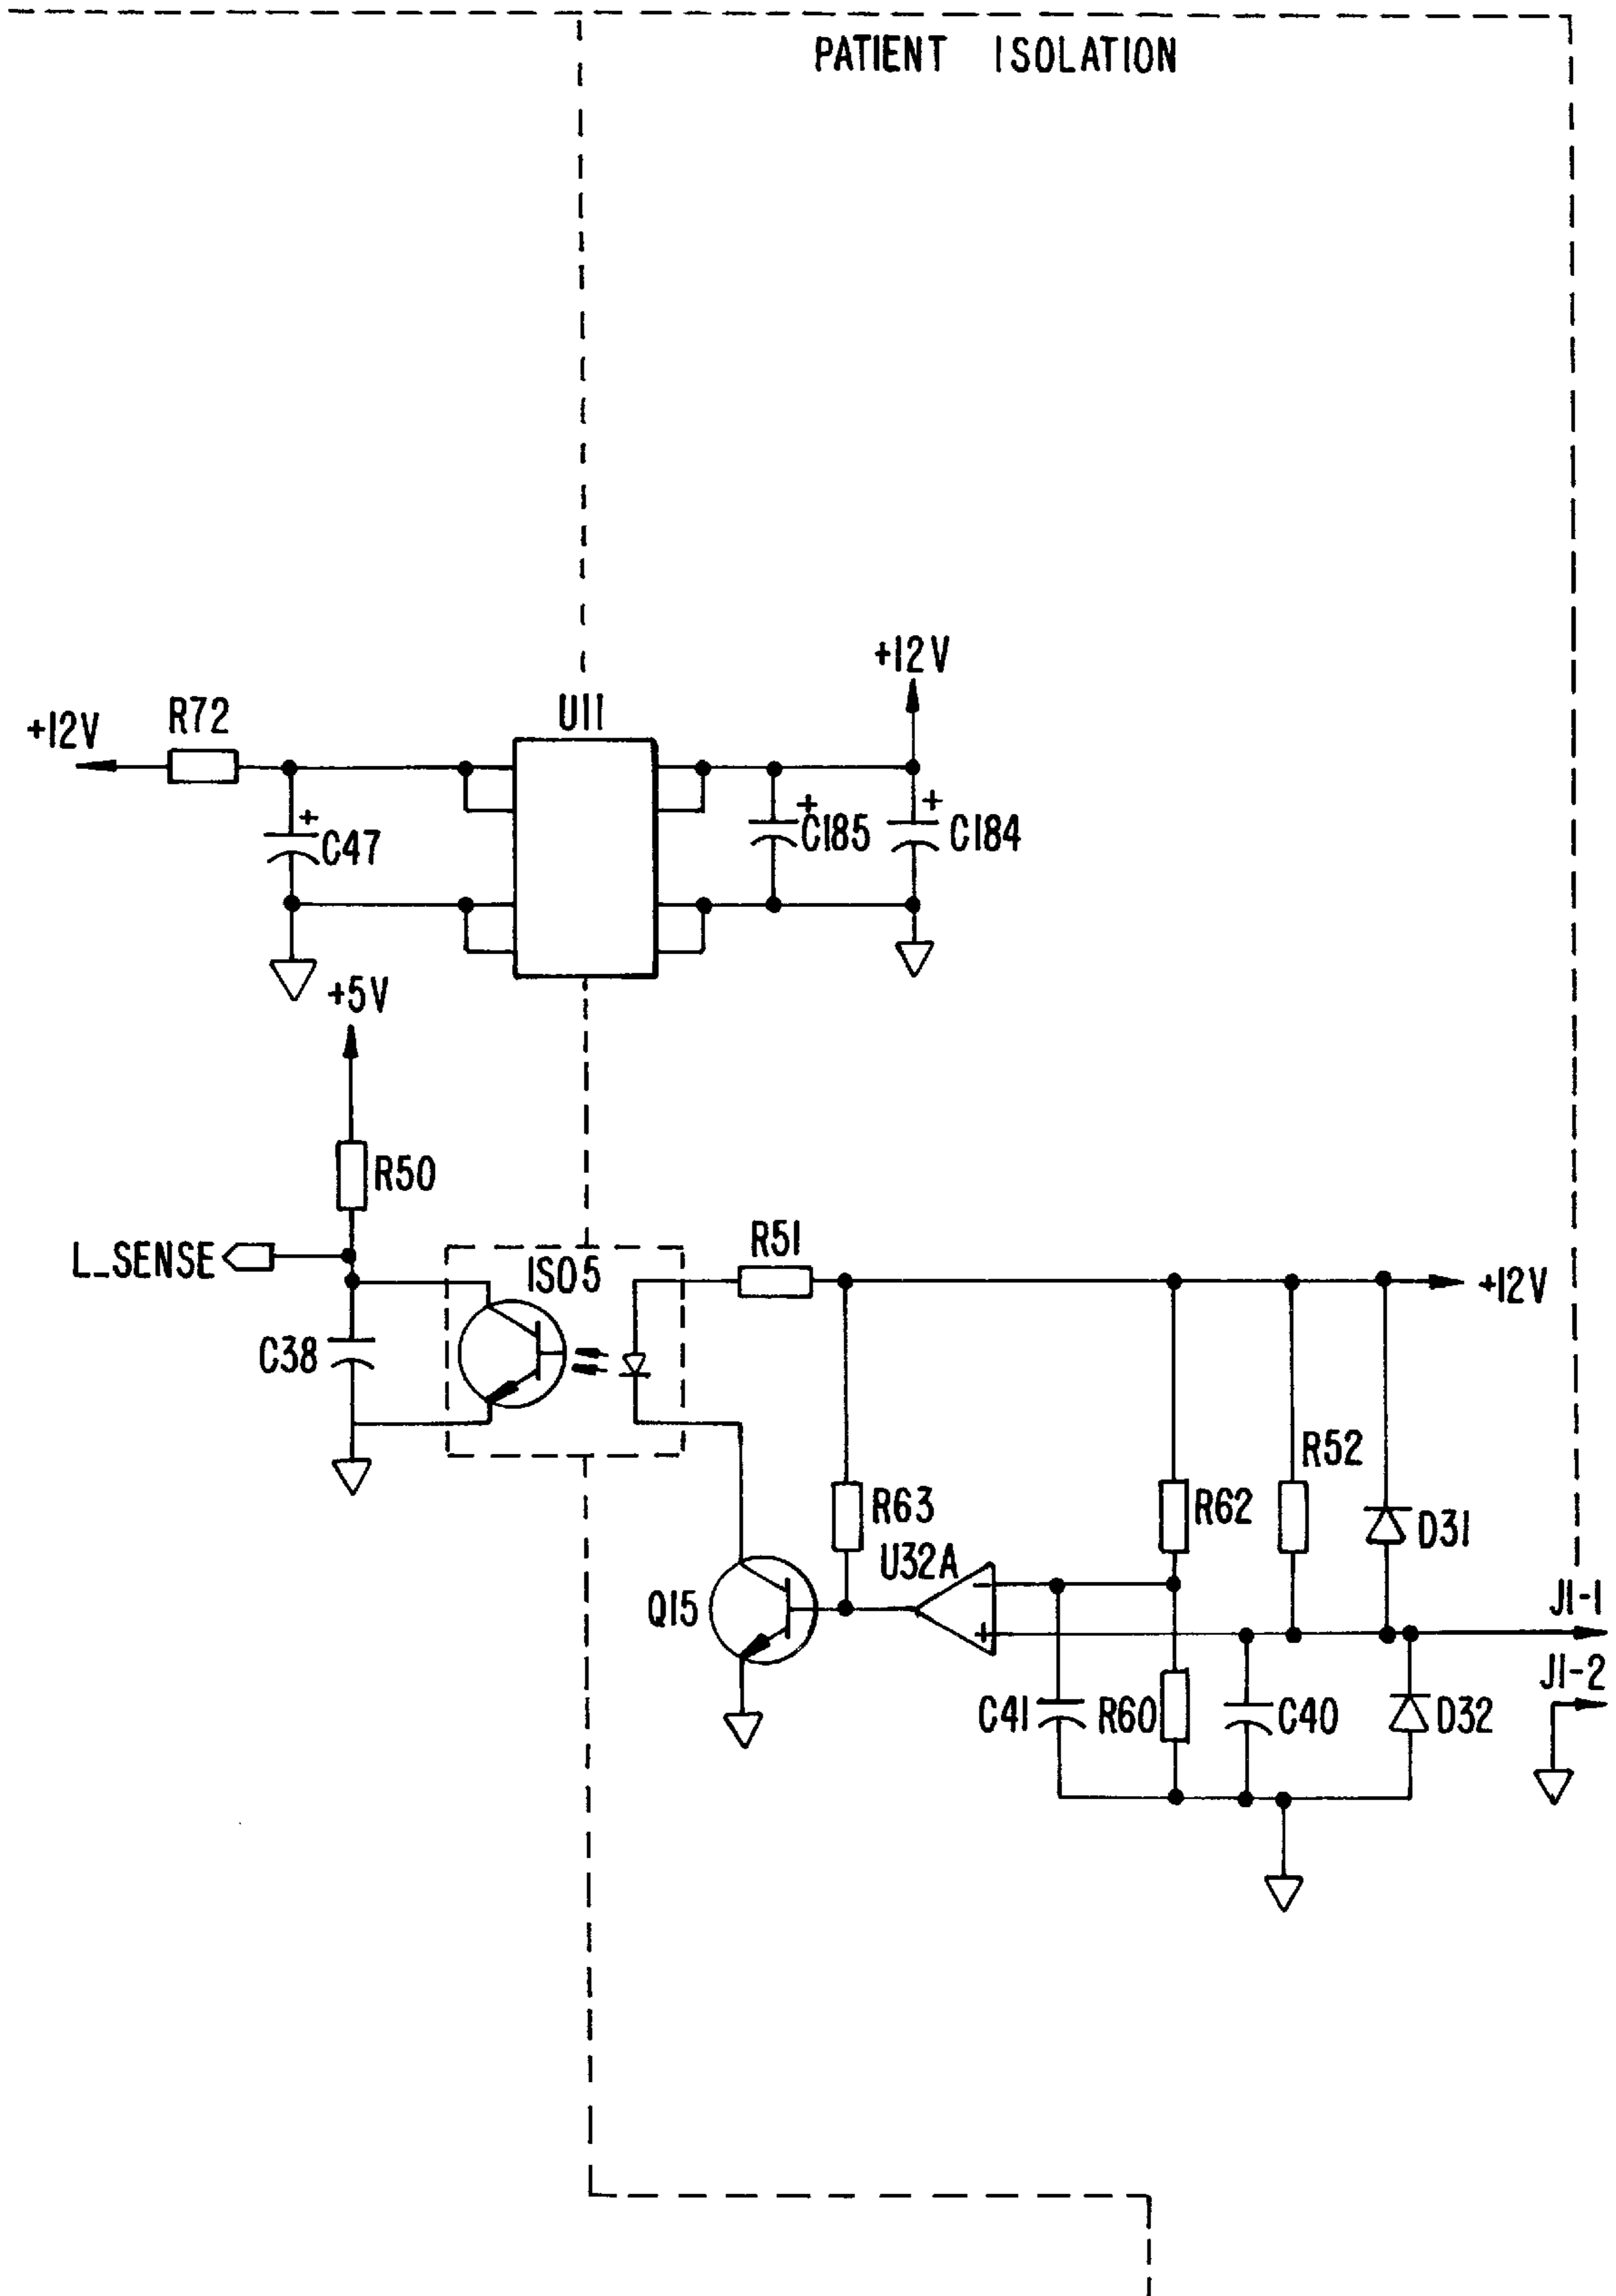 PATIENT ISOLATION
+12V
R72
U11
+12V
+
C47
+
C185
+
C184
+5V
R50
L_SENSE
ISO5
R51
+12V
C38
R52
R63
R62
D31
U32A
Q15
−
+
J1-1
J1-2
C41
R60
C40
D32